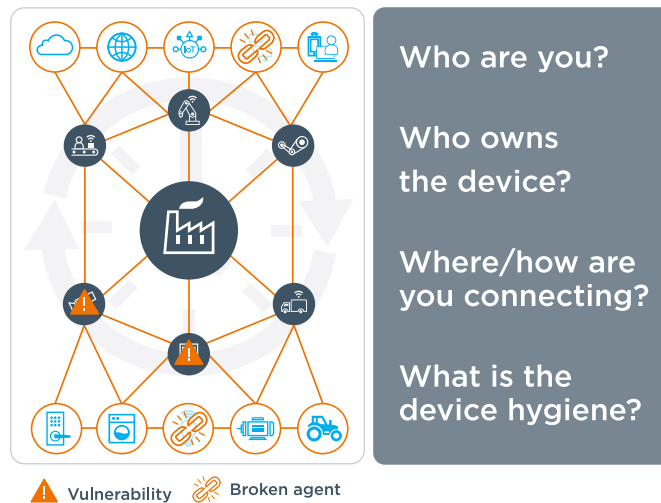 IoT
Who are you?
Who owns
the device?
Where/how are
you connecting?
What is the
device hygiene?
Vulnerability
Broken agent